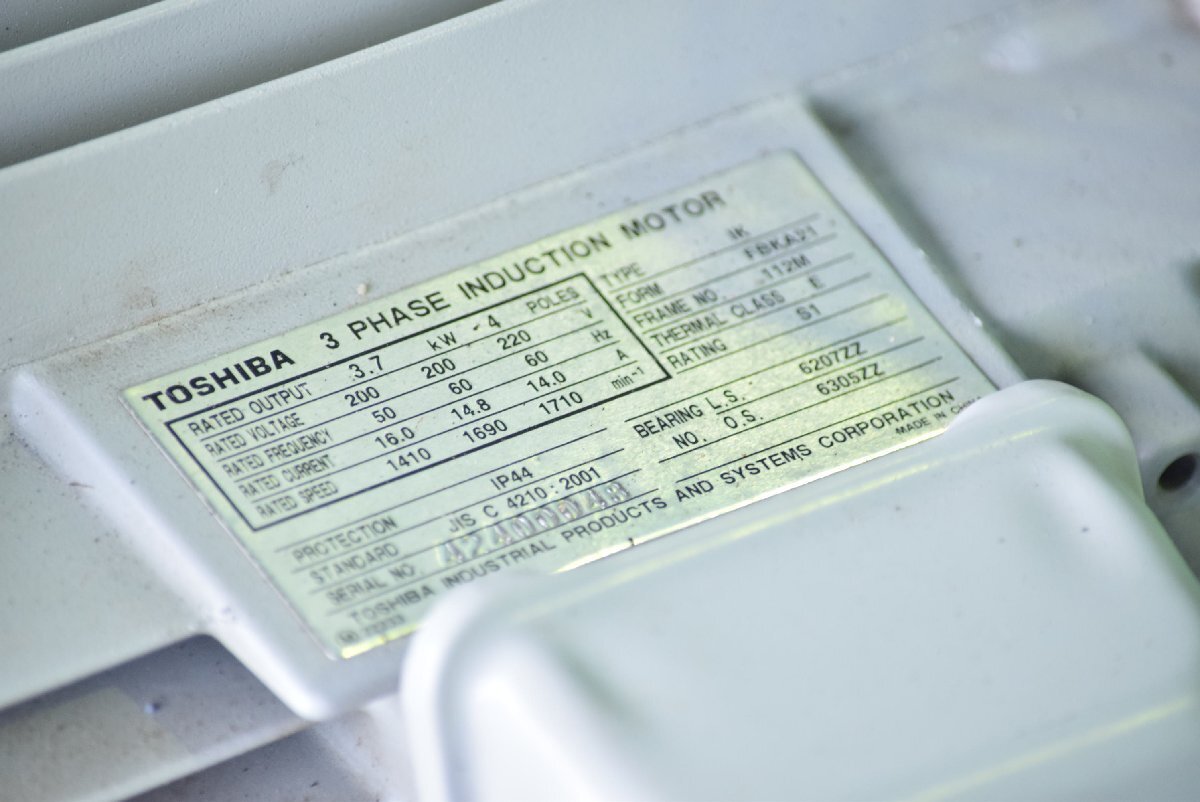 TOSHIBA 3 PHASE INDUCTION MOTOR
RATED OUTPUT 3.7 kW - 4 POLES
RATED VOLTAGE 200 200 220 V
RATED FREQUENCY 50 60 60 Hz
RATED CURRENT 16.0 14.8 14.0 A
RATED SPEED 1410 1690 1710 min-1
TYPE IK
FORM FBKA21
FRAME NO. 112M
THERMAL CLASS E
RATING S1
BEARING L.S. 6207ZZ
NO. O.S. 6305ZZ
PROTECTION IP44
STANDARD JIS C 4210:2001
SERIAL NO
TOSHIBA INDUSTRIAL PRODUCTS AND SYSTEMS CORPORATION
MADE IN CHINA